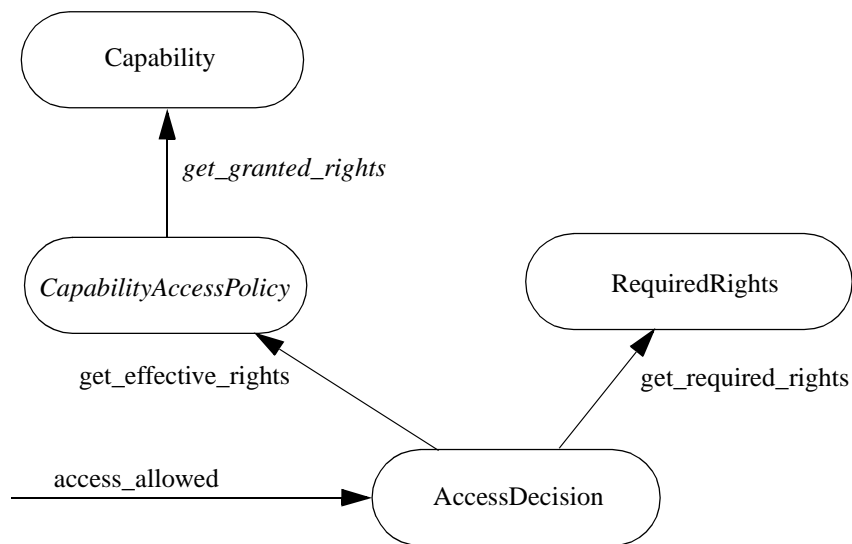 Capability
get_granted_rights
CapabilityAccessPolicy
RequiredRights
get_effective_rights
get_required_rights
access_allowed
AccessDecision